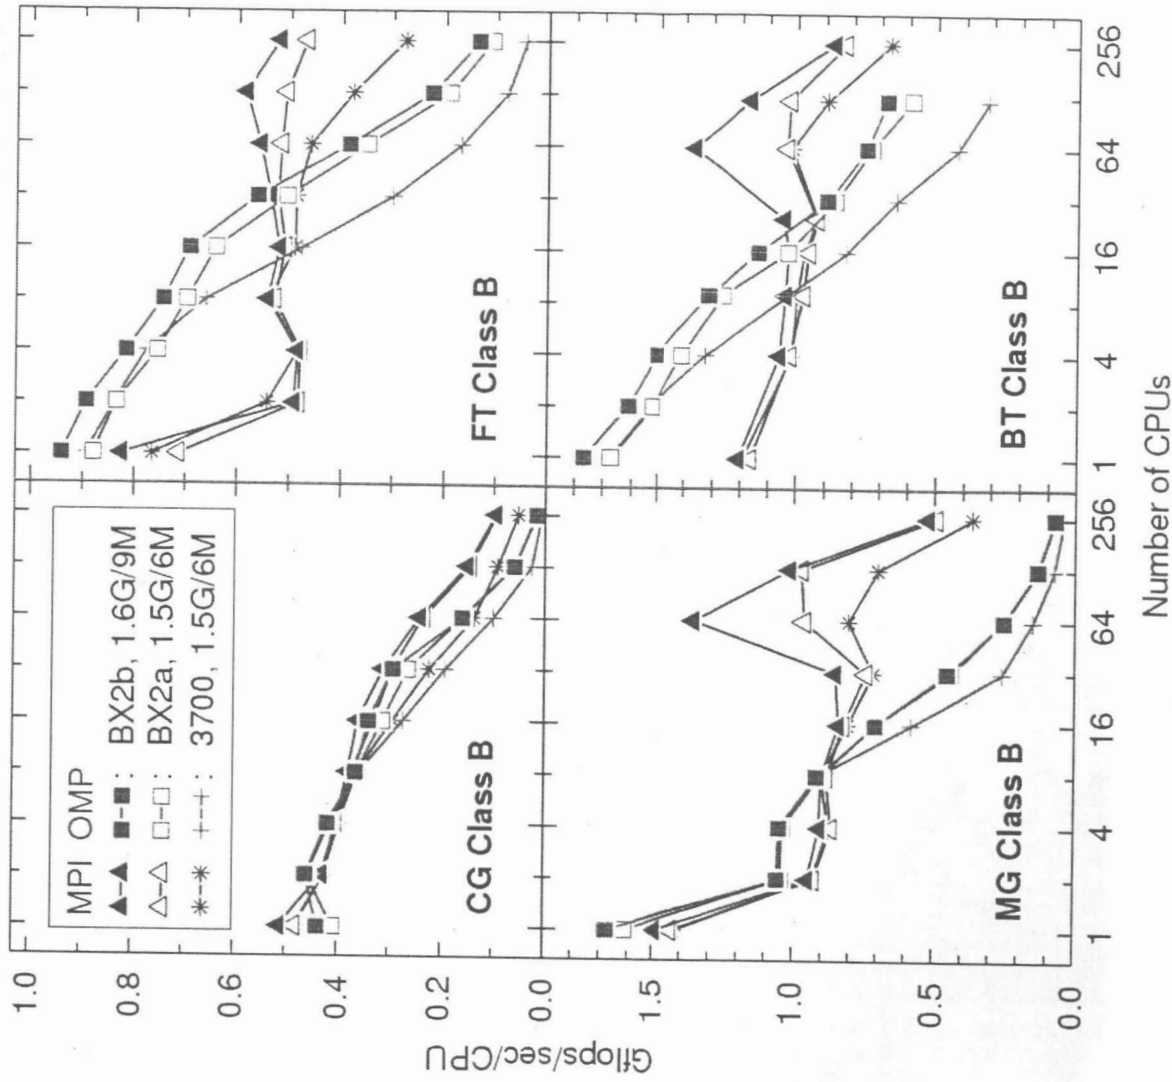 MPI OMP
: BX2b, 1.6G/9M
: BX2a, 1.5G/6M
: 3700, 1.5G/6M
CG Class B
FT Class B
MG Class B
BT Class B
1.0
0.8
0.6
0.4
0.2
0.0
1.5
1.0
0.5
0.0
Gflops/sec/CPU
1 4 16 64 256
1 4 16 64 256
Number of CPUs